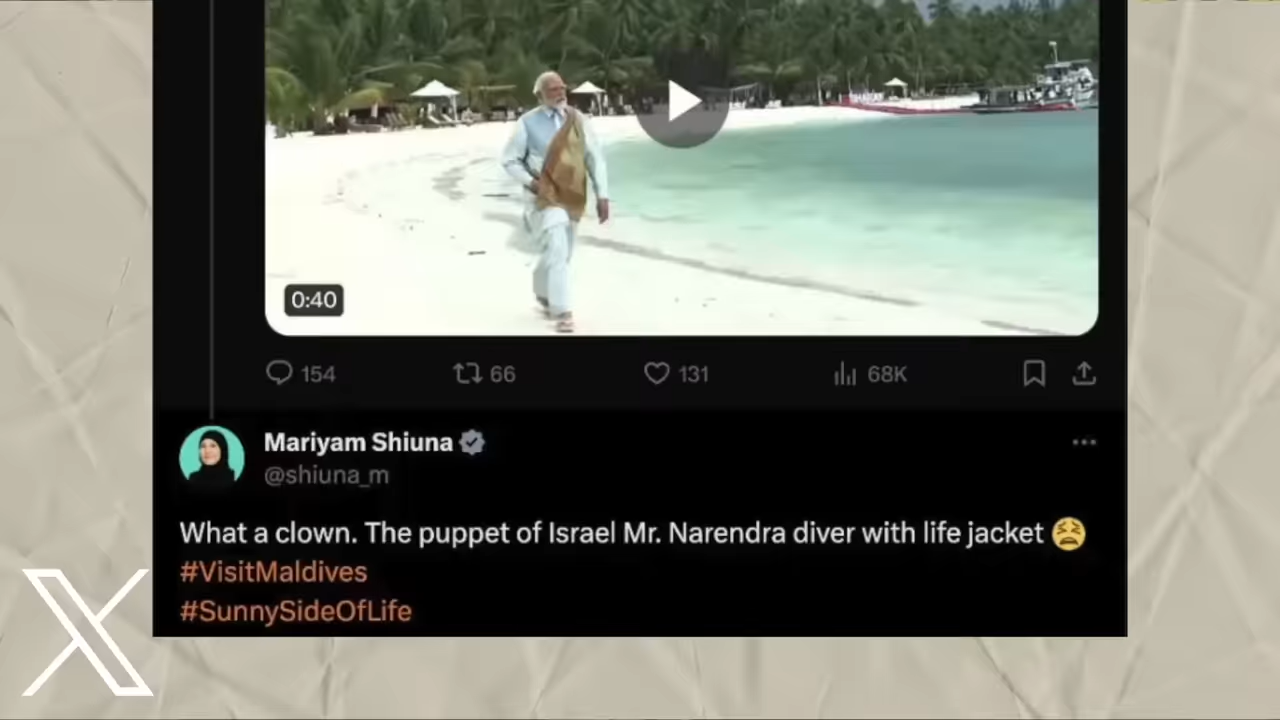 0:40
154 66 131 68K
Mariyam Shiuna
@shiuna_m
What a clown. The puppet of Israel Mr. Narendra diver with life jacket 😫
#VisitMaldives
#SunnySideOfLife
X